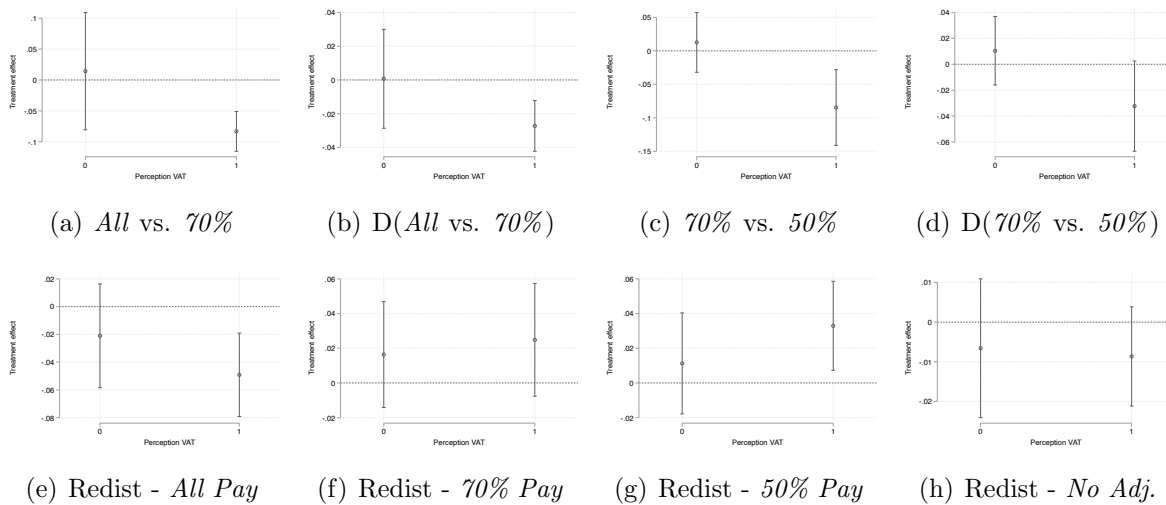 Treatment effect
.1
.05
0
-.05
-.1
0 1
Perception VAT
(a) All vs. 70%
Treatment effect
.04
.02
0
-.02
-.04
0 1
Perception VAT
(b) D(All vs. 70%)
Treatment effect
.05
0
-.05
-.1
-.15
0 1
Perception VAT
(c) 70% vs. 50%
Treatment effect
.04
.02
0
-.02
-.04
-.06
0 1
Perception VAT
(d) D(70% vs. 50%)
Treatment effect
.02
0
-.02
-.04
-.06
-.08
0 1
Perception VAT
(e) Redist - All Pay
Treatment effect
.06
.04
.02
0
-.02
0 1
Perception VAT
(f) Redist - 70% Pay
Treatment effect
.06
.04
.02
0
-.02
0 1
Perception VAT
(g) Redist - 50% Pay
Treatment effect
.01
0
-.01
-.02
0 1
Perception VAT
(h) Redist - No Adj.